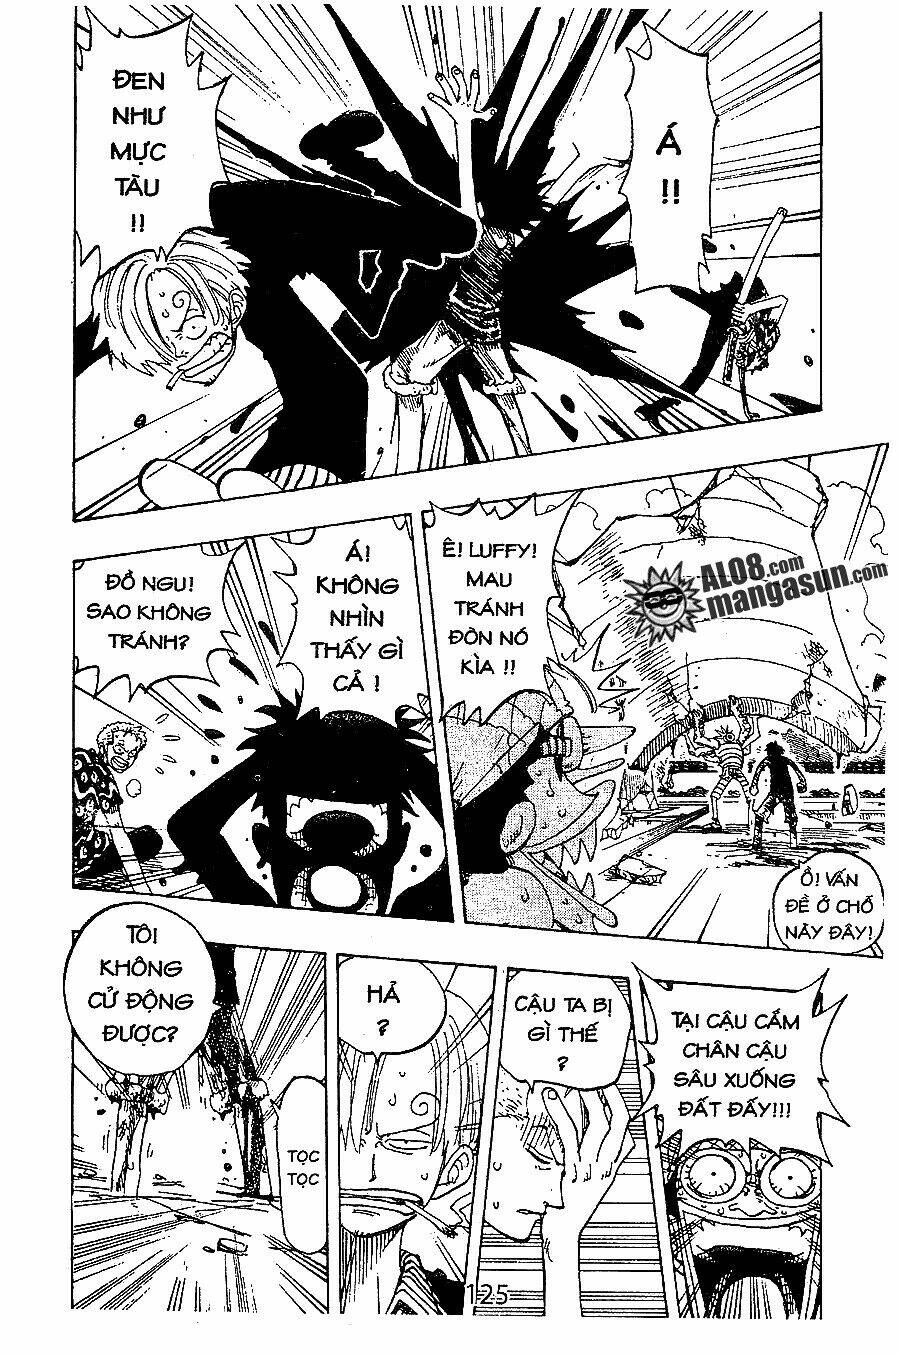 ĐEN
NHƯ
MỰC
TÀU
!!
Á
!!
ĐỒ NGU!
SAO KHÔNG
TRÁNH?
Á!
KHÔNG
NHÌN
THẤY GÌ
CẢ !
Ê! LUFFY!
MAU
TRÁNH
ĐÒN NÓ
KÌA !!
AL08.com
mangasun.com
Ồ! VẤN
ĐỀ Ở CHỖ
NÀY ĐÂY!
TÔI
KHÔNG
CỬ ĐỘNG
ĐƯỢC?
TỌC
TỌC
HẢ
?
CẬU TA BỊ
GÌ THẾ
?
TẠI CẬU CẮM
CHÂN CẬU
SÂU XUỐNG
ĐẤT ĐẤY!!!
125